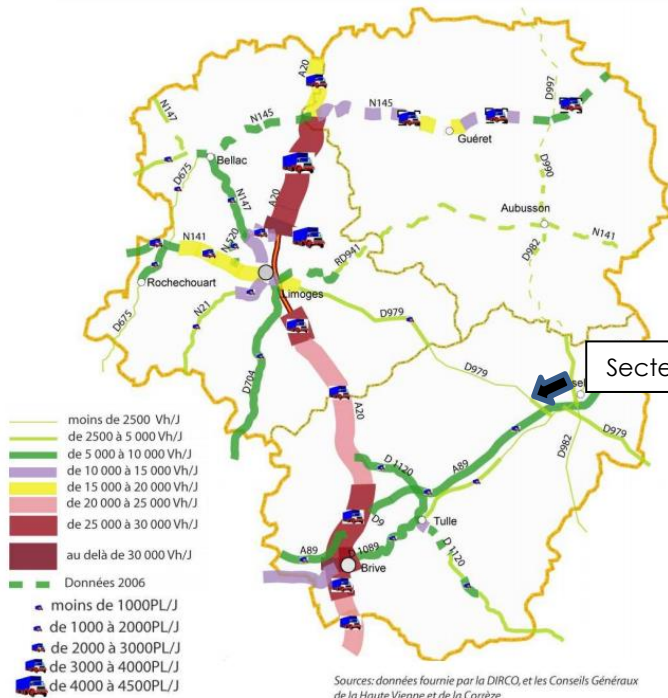 A20
N147
N145
N145
D997
Guéret
Bellac
D675
A20
N147
D990
Aubusson
N141
N141
N520
RD941
D982
Rochechouart
Limoges
D675
N21
D979
D979
D704
Secte
A20
D982
D979
D 1120
A89
D9
Tulle
A89
D 1089
D 1120
Brive
moins de 2500 Vh/J
de 2500 à 5 000 Vh/J
de 5 000 à 10 000 Vh/J
de 10 000 à 15 000 Vh/J
de 15 000 à 20 000 Vh/J
de 20 000 à 25 000 Vh/J
de 25 000 à 30 000 Vh/J
au delà de 30 000 Vh/J
Données 2006
moins de 1000PL/J
de 1000 à 2000PL/J
de 2000 à 3000PL/J
de 3000 à 4000PL/J
de 4000 à 4500PL/J
Sources: données fournie par la DIRCO, et les Conseils Généraux
de la Haute Vienne et de la Corrèze